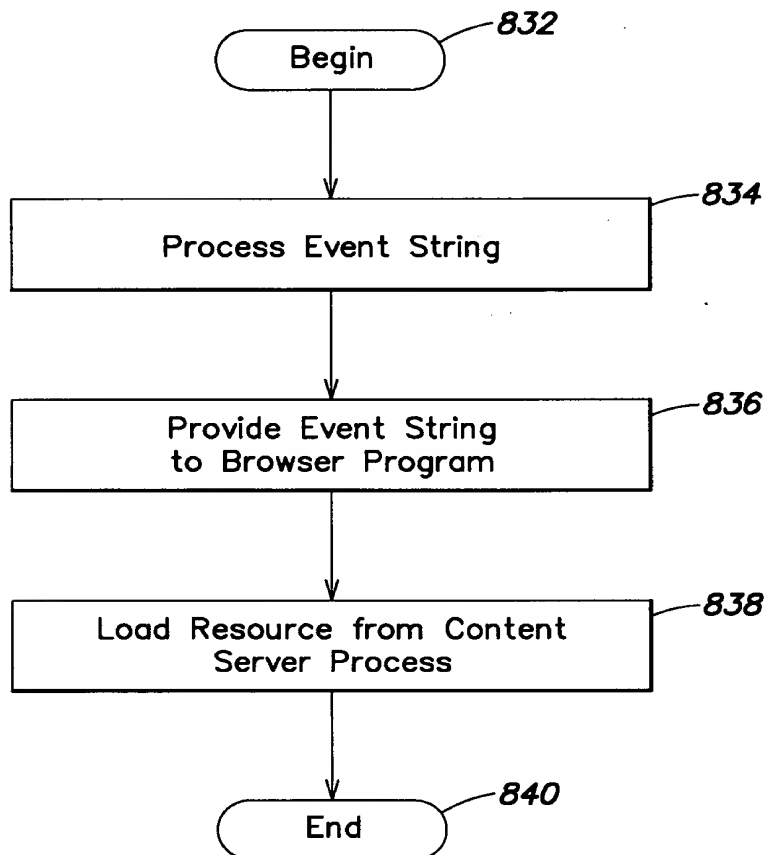 832
Begin
834
Process Event String
836
Provide Event String
to Browser Program
838
Load Resource from Content
Server Process
840
End